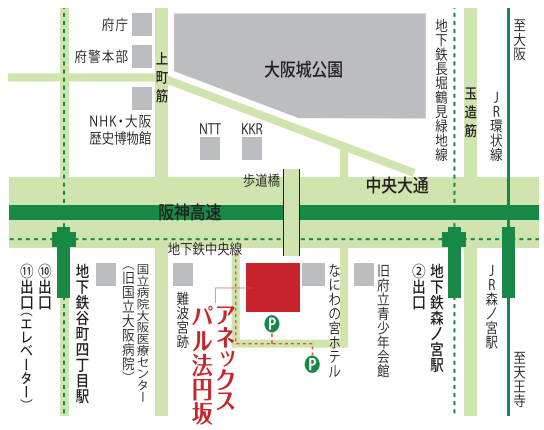 府庁
府警本部
NHK・大阪
歴史博物館
上町筋
大阪城公園
NTT
KKR
歩道橋
地下鉄長堀鶴見緑地線
玉造筋
至大阪
JR環状線
中央大通
阪神高速
地下鉄中央線
⑪出口(エレベーター)
⑩出口
地下鉄谷町四丁目駅
国立病院大阪医療センター
(旧国立大阪病院)
難波宮跡
アネックス
パル法円坂
P
P
なにわの宮ホテル
旧府立青少年会館
②出口
地下鉄森ノ宮駅
JR森ノ宮駅
至天王寺